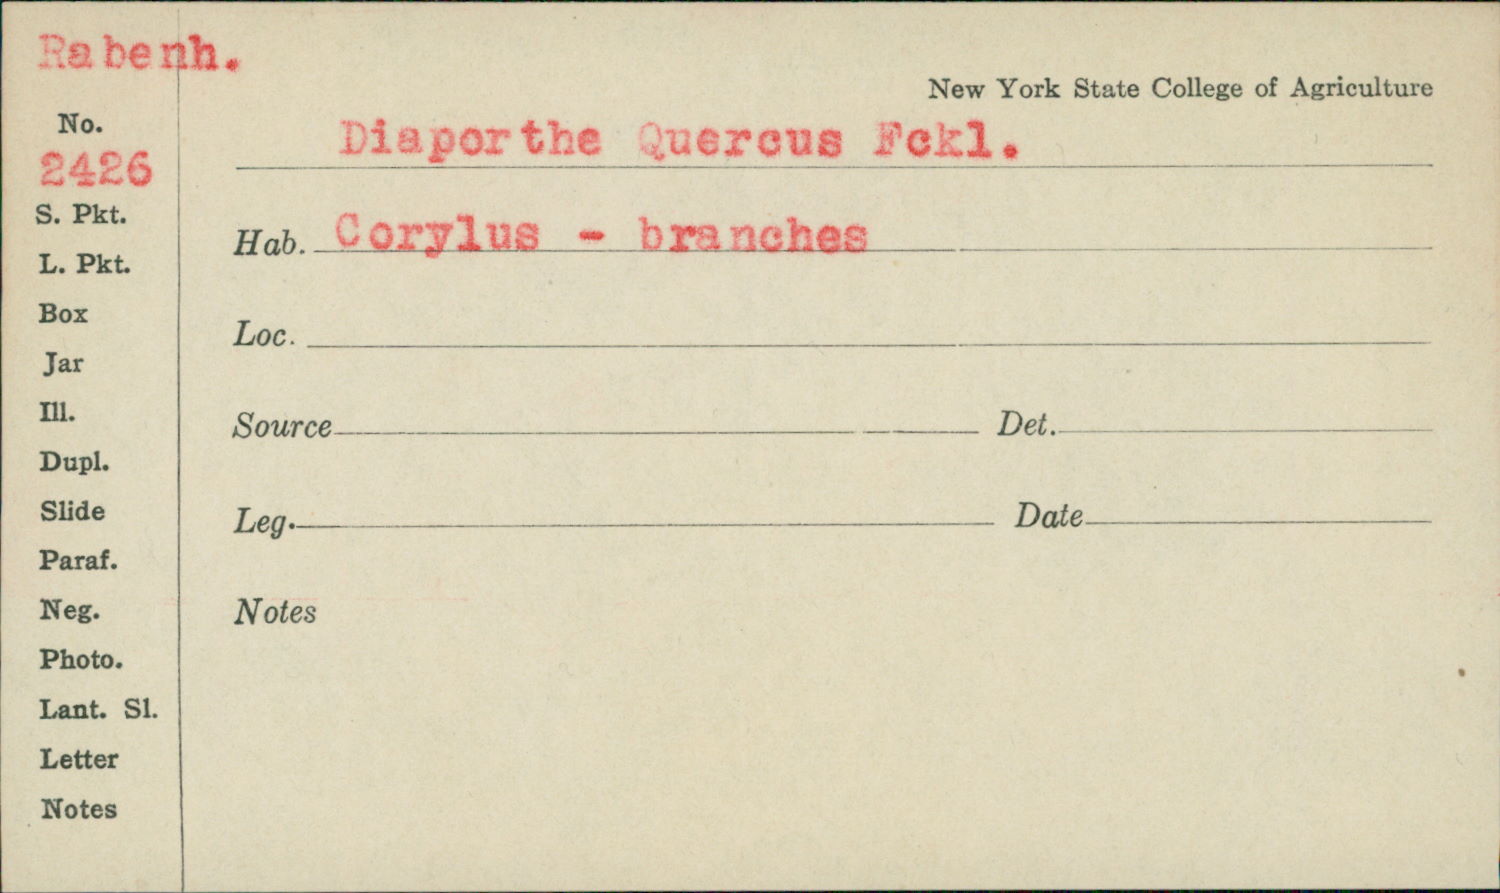 Rabenh.
New York State College of Agriculture
No.
2426
Diaporthe Quercus Fckl.
S. Pkt.
Hab. Corylus - branches
L. Pkt.
Box
Loc.
Jar
Ill.
Source Det.
Dupl.
Slide
Leg. Date
Paraf.
Neg.
Notes
Photo.
Lant. Sl.
Letter
Notes